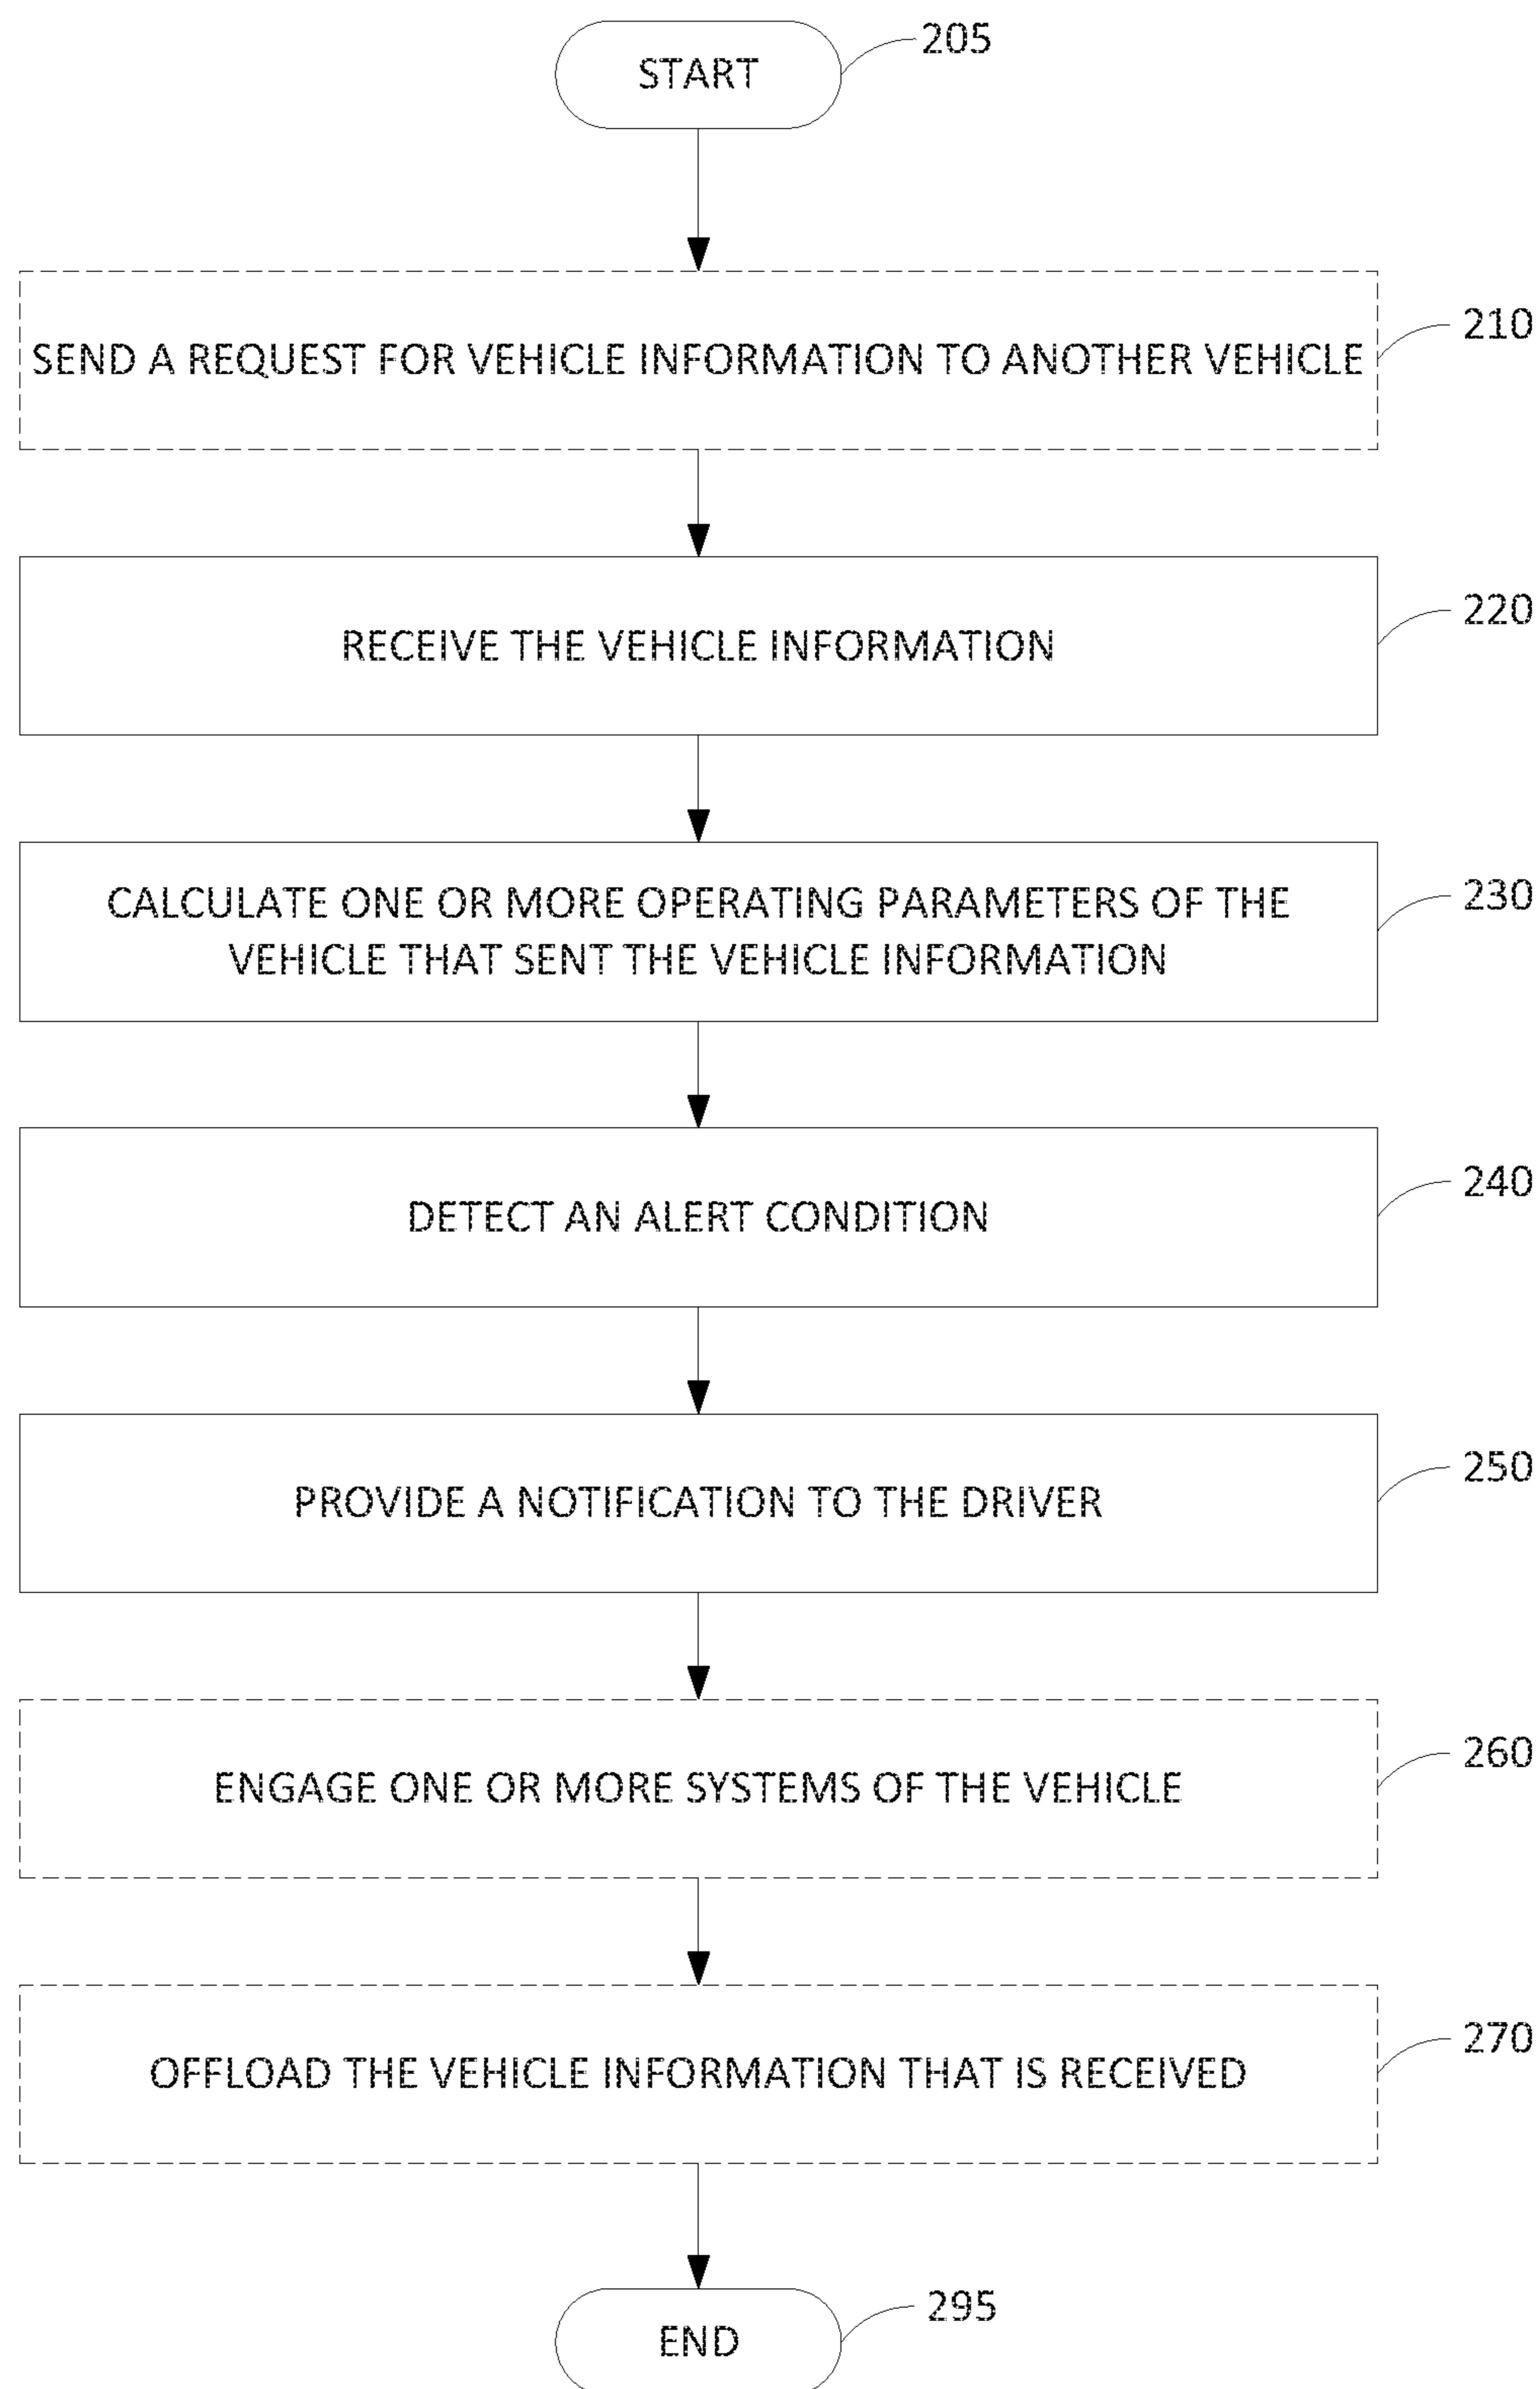 START
205
SEND A REQUEST FOR VEHICLE INFORMATION TO ANOTHER VEHICLE
210
RECEIVE THE VEHICLE INFORMATION
220
CALCULATE ONE OR MORE OPERATING PARAMETERS OF THE
VEHICLE THAT SENT THE VEHICLE INFORMATION
230
DETECT AN ALERT CONDITION
240
PROVIDE A NOTIFICATION TO THE DRIVER
250
ENGAGE ONE OR MORE SYSTEMS OF THE VEHICLE
260
OFFLOAD THE VEHICLE INFORMATION THAT IS RECEIVED
270
END
295